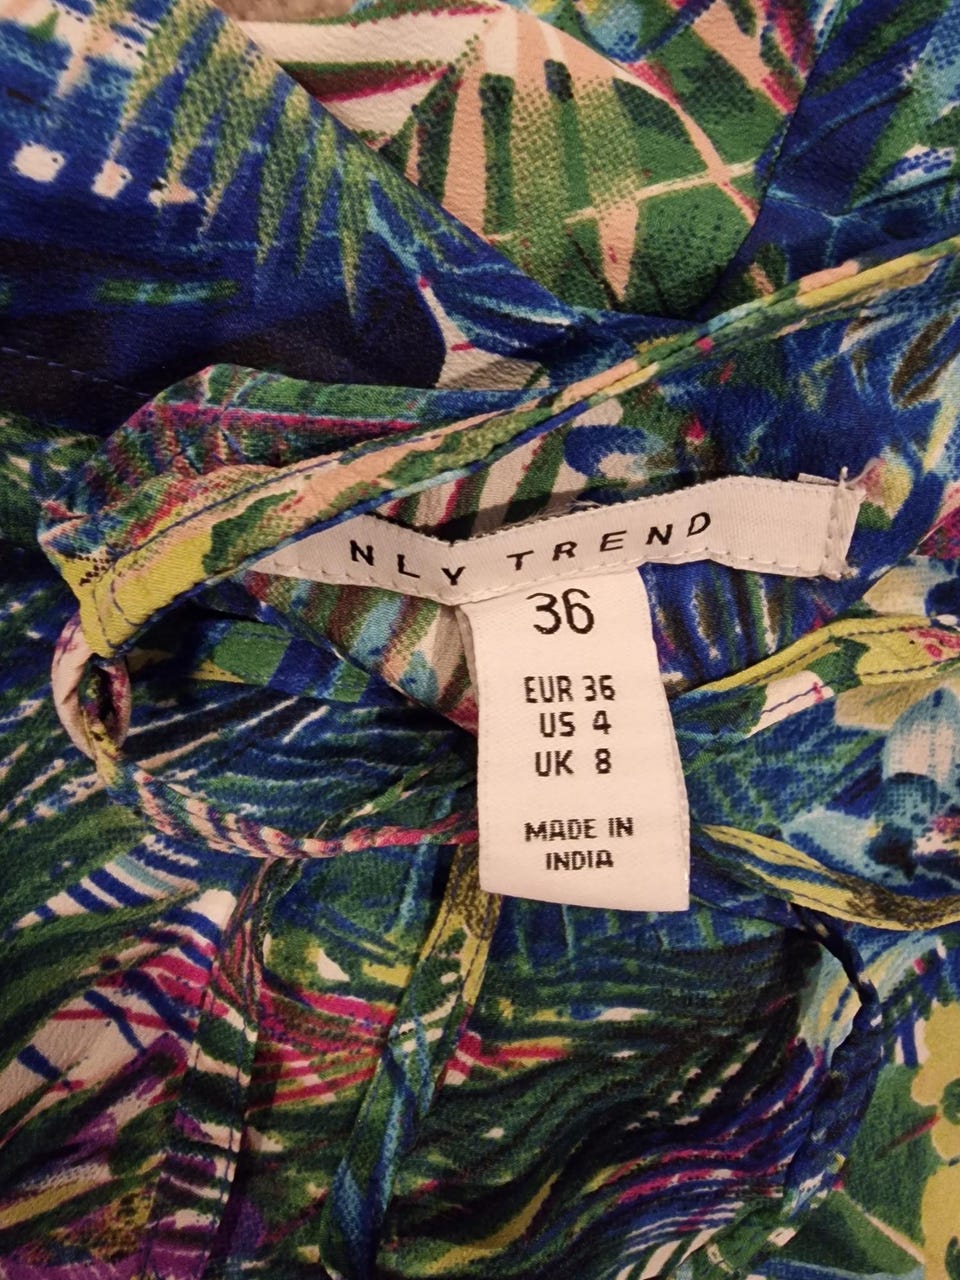 NLY TREND
36
EUR 36
US 4
UK 8
MADE IN
INDIA